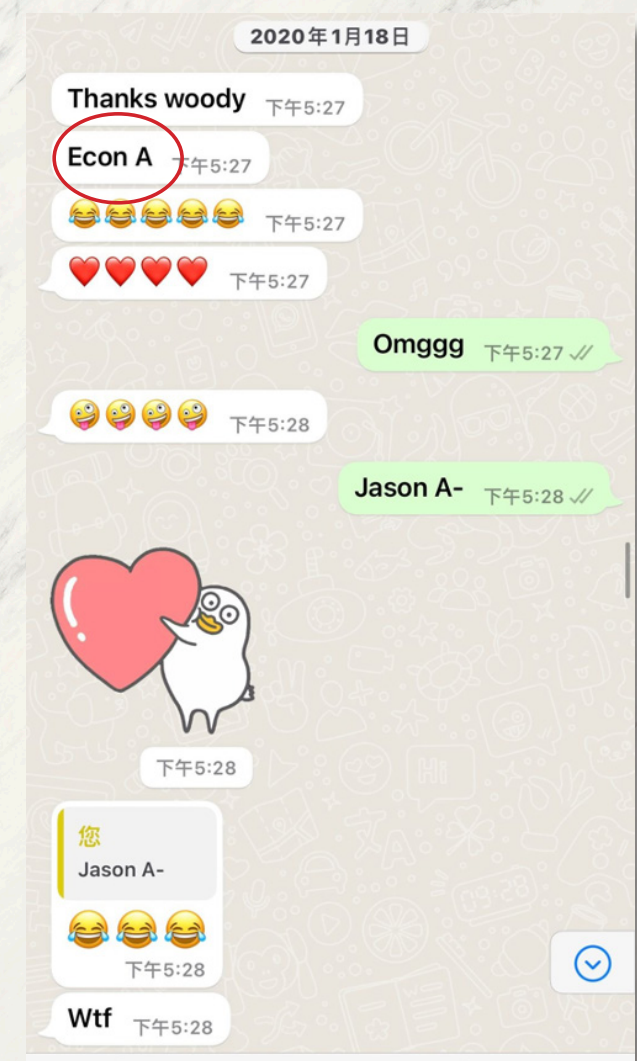 2020年1月18日
Thanks woody 下午5:27
Econ A 下午5:27
😂😂😂😂😂 下午5:27
❤️❤️❤️❤️ 下午5:27
Omggg 下午5:27
🤪🤪🤪🤪 下午5:28
Jason A- 下午5:28
下午5:28
您
Jason A-
😂😂😂
下午5:28
Wtf 下午5:28